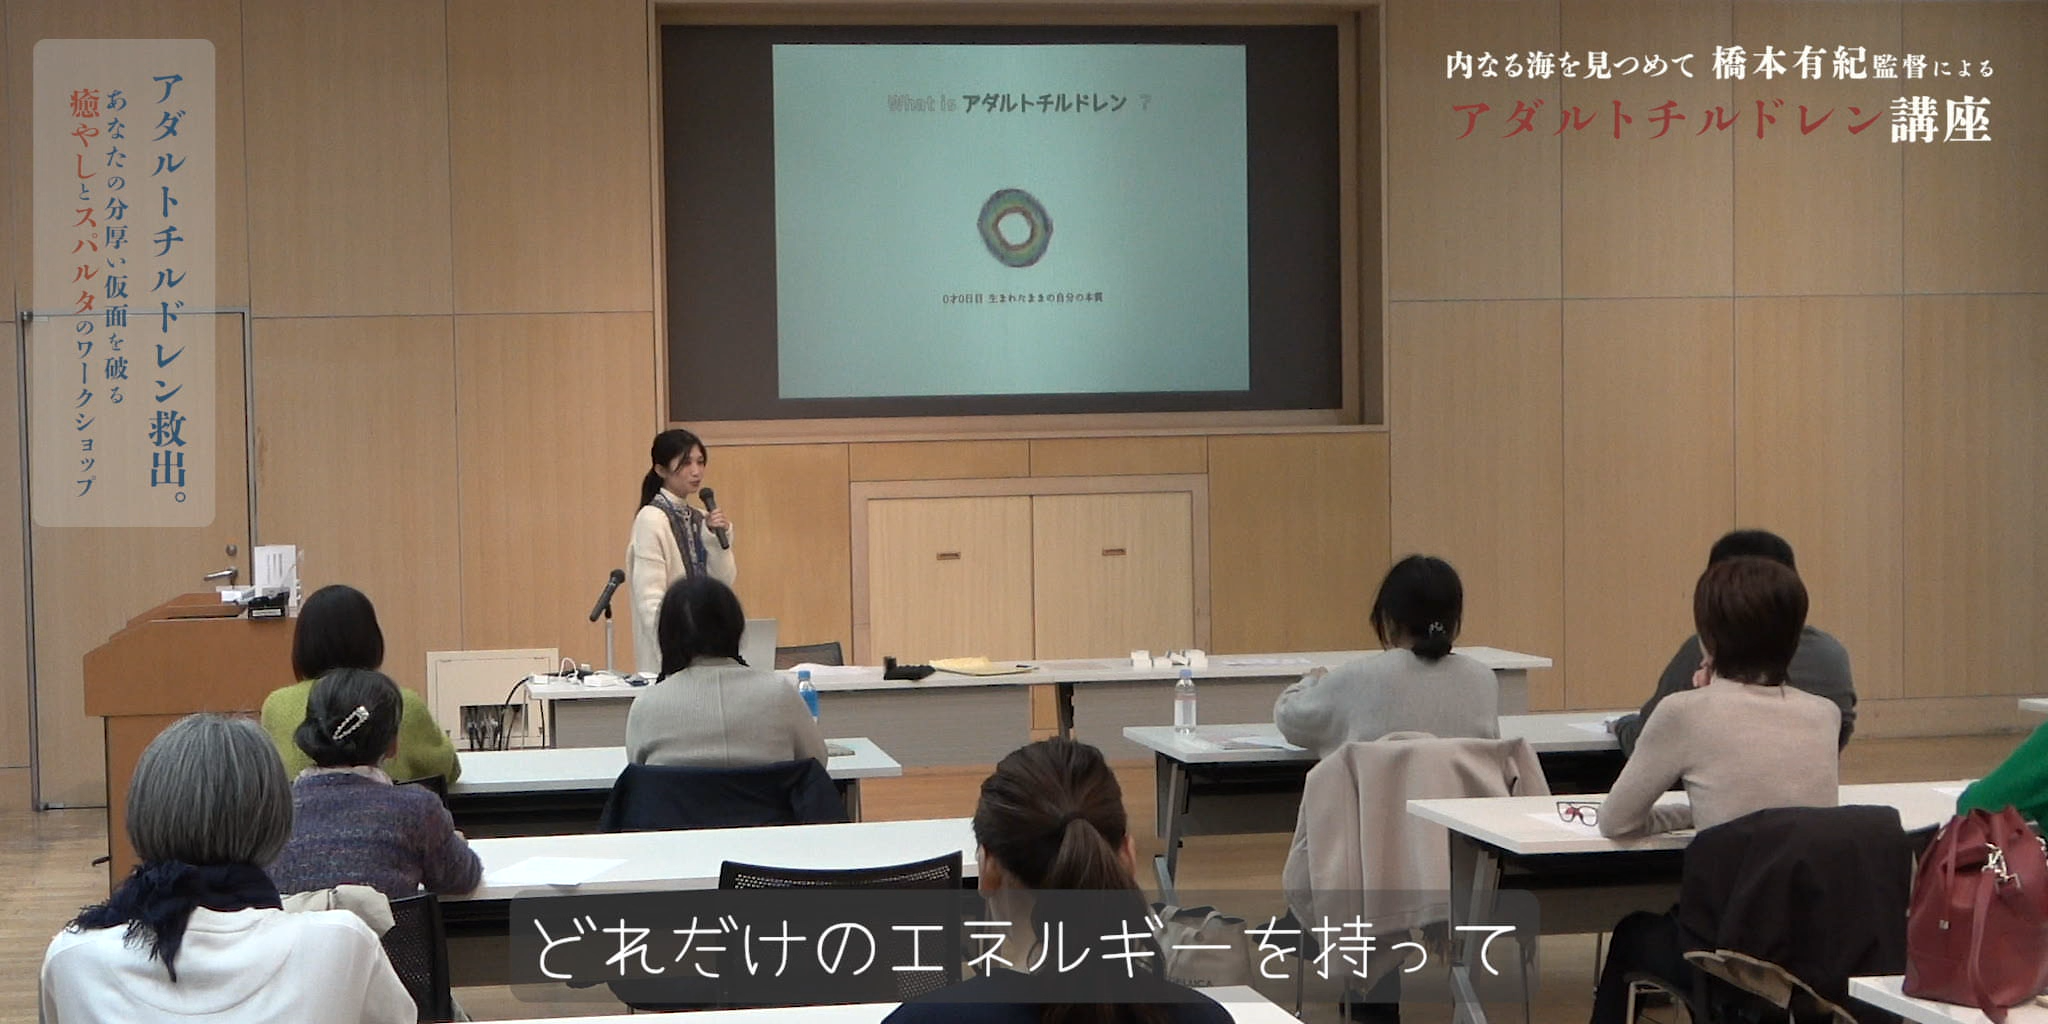 アダルトチルドレン救出。
あなたの分厚い仮面を破る
癒やしとスパルタのワークショップ
内なる海を見つめて 橋本有紀監督による
アダルトチルドレン講座
What is アダルトチルドレン ?
0才0日目 生まれたままの自分の本質
どれだけのエネルギーを持って